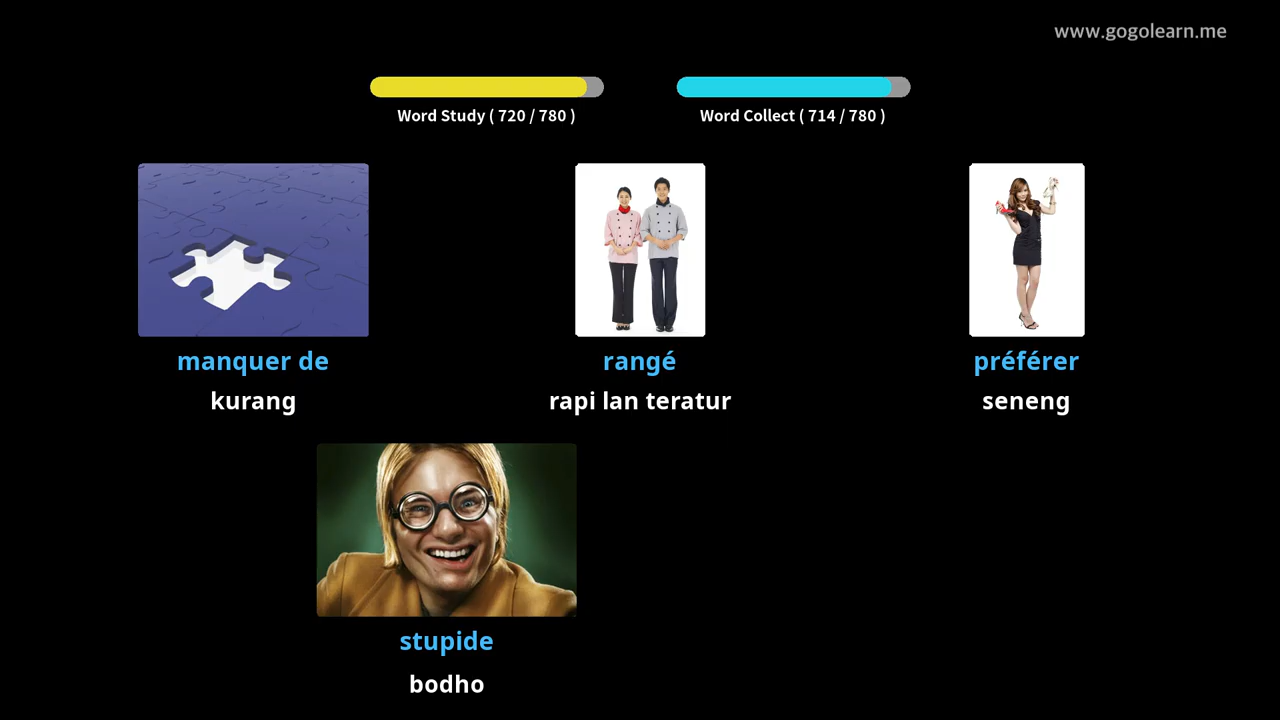 www.gogolearn.me
Word Study ( 720 / 780 )
Word Collect ( 714 / 780 )
manquer de
kurang
rangé
rapi lan teratur
préférer
seneng
stupide
bodho